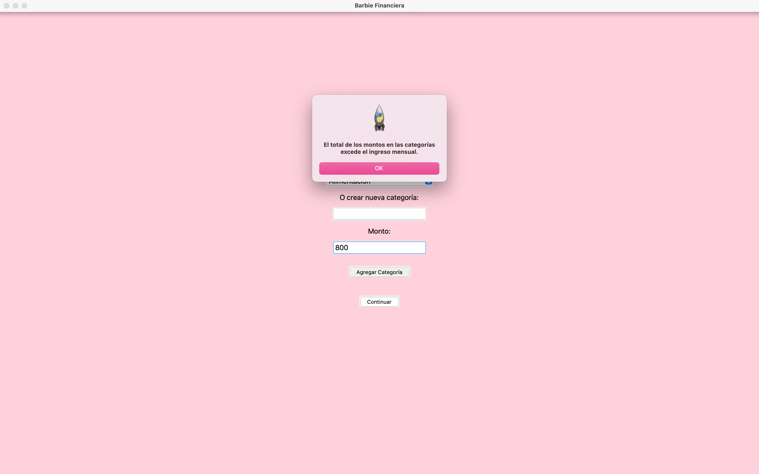 Barbie Financiera
El total de los montos en las categorías
excede el ingreso mensual.
OK
Alimentación
O crear nueva categoría:
Monto:
800
Agregar Categoría
Continuar